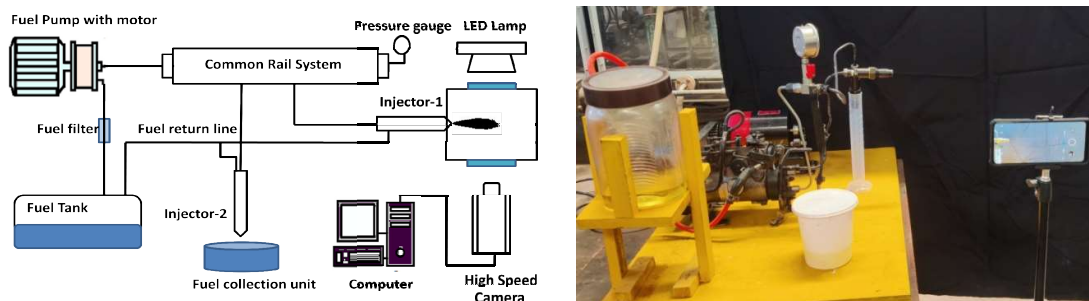 Fuel Pump with motor
Pressure gauge
LED Lamp
Common Rail System
Injector-1
Fuel filter
Fuel return line
Fuel Tank
Injector-2
Fuel collection unit
Computer
High Speed
Camera